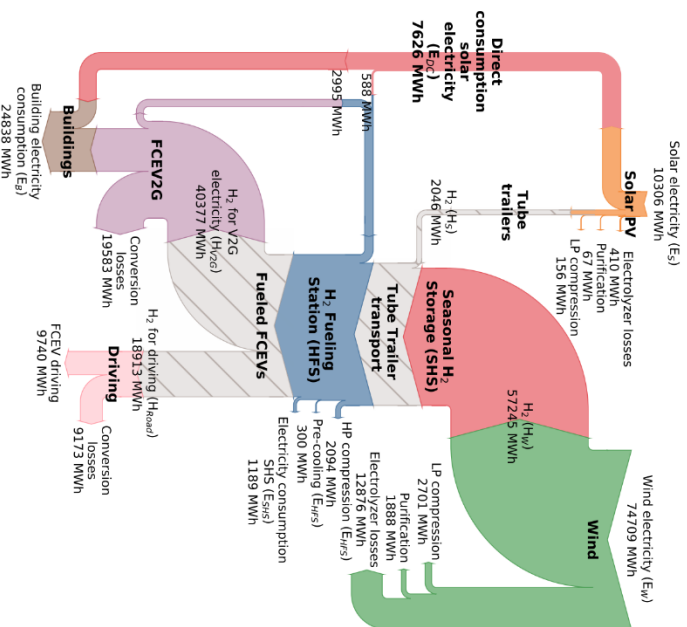 Solar electricity (E_S)
10306 MWh
Solar PV
Electrolyzer losses
410 MWh
Purification
67 MWh
LP compression
156 MWh
Tube
trailers
H₂ (H_S)
2046 MWh
Direct
consumption
solar
electricity
(E_DC)
7626 MWh
588 MWh
2995 MWh
Wind electricity (E_W)
74709 MWh
Wind
H₂ (H_W)
57245 MWh
LP compression
2701 MWh
Purification
1888 MWh
Electrolyzer losses
12876 MWh
Seasonal H₂
Storage (SHS)
Tube Trailer
transport
H₂ Fueling
Station (HFS)
HP compression (E_HFS)
2094 MWh
Pre-cooling (E_HFS)
300 MWh
Electricity consumption
SHS (E_SHS)
1189 MWh
Fueled FCEVs
H₂ for V2G
electricity (H_V2G)
40377 MWh
FCEV2G
Conversion
losses
19583 MWh
Buildings
Building electricity
consumption (E_B)
24838 MWh
H₂ for driving (H_Road)
18913 MWh
Driving
FCEV driving
9740 MWh
Conversion
losses
9173 MWh